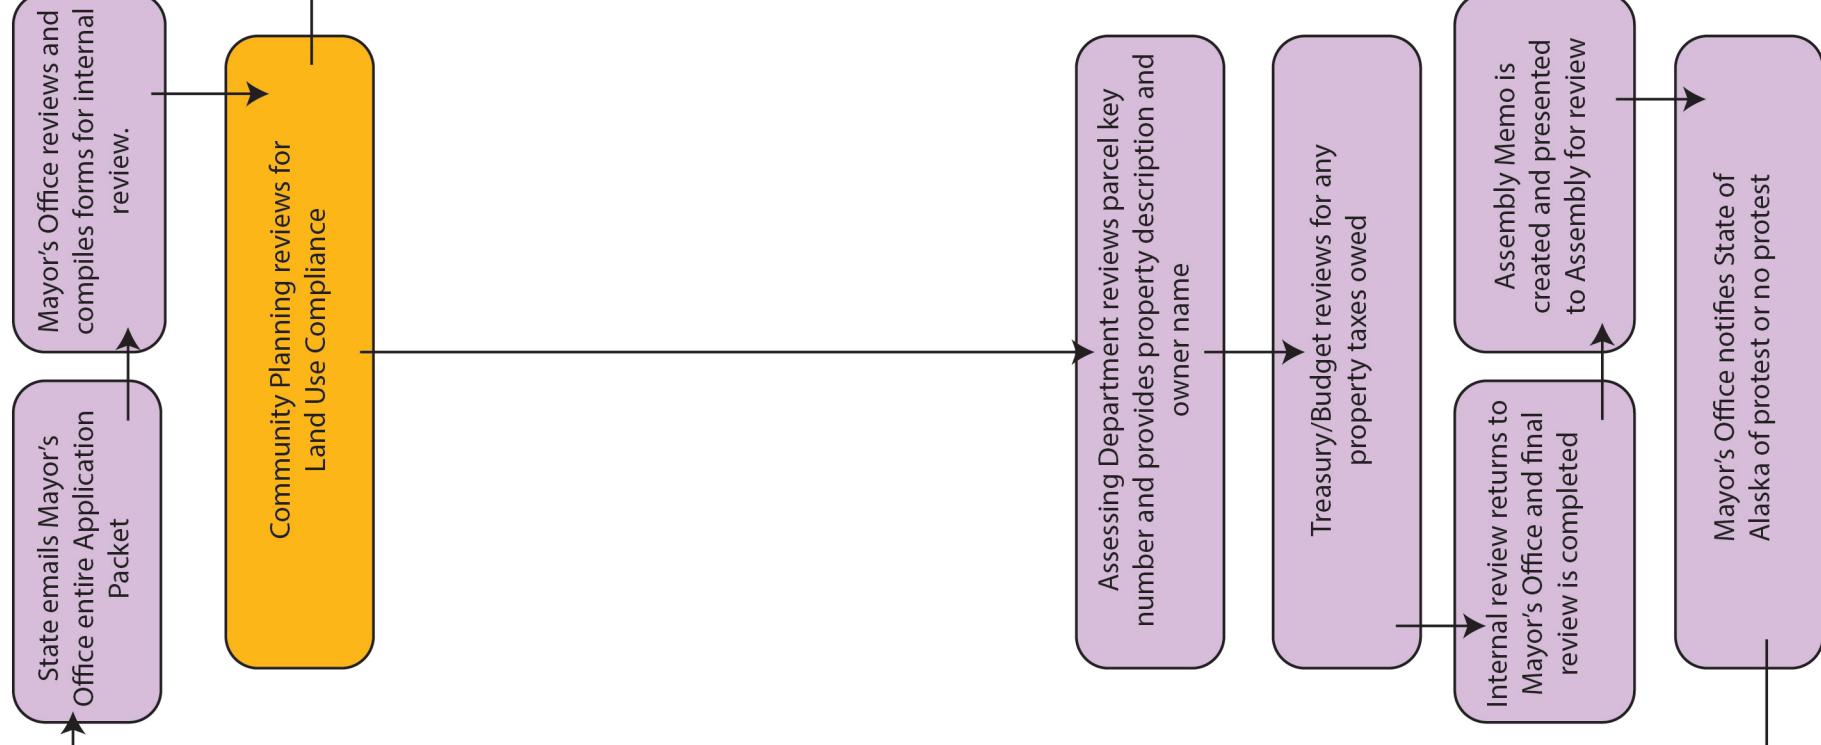 State emails Mayor's
Office entire Application
Packet
Mayor's Office reviews and
compiles forms for internal
review.
Community Planning reviews for
Land Use Compliance
Assessing Department reviews parcel key
number and provides property description and
owner name
Treasury/Budget reviews for any
property taxes owed
Internal review returns to
Mayor's Office and final
review is completed
Assembly Memo is
created and presented
to Assembly for review
Mayor's Office notifies State of
Alaska of protest or no protest